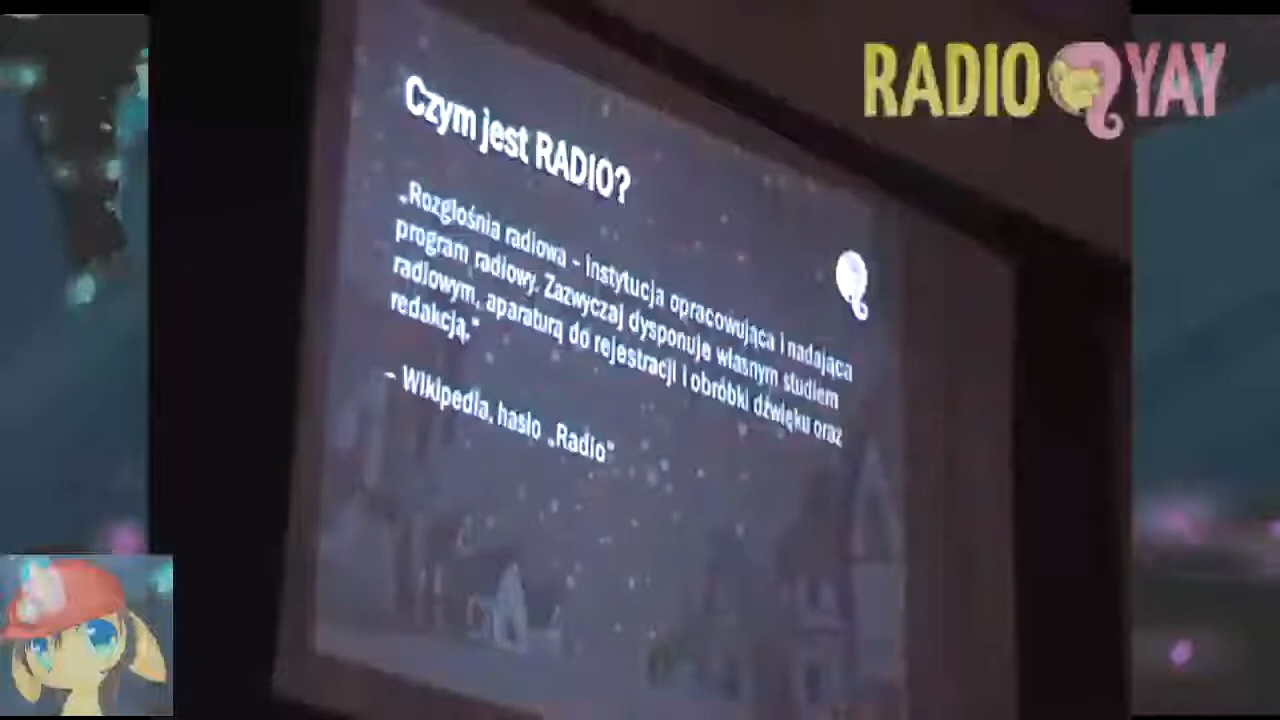 RADIO YAY
Czym jest RADIO?
„Rozgłośnia radiowa – instytucja opracowująca i nadająca
program radiowy. Zazwyczaj dysponuje własnym studiem
radiowym, aparaturą do rejestracji i obróbki dźwięku oraz
redakcją.”
– Wikipedia, hasło „Radio”